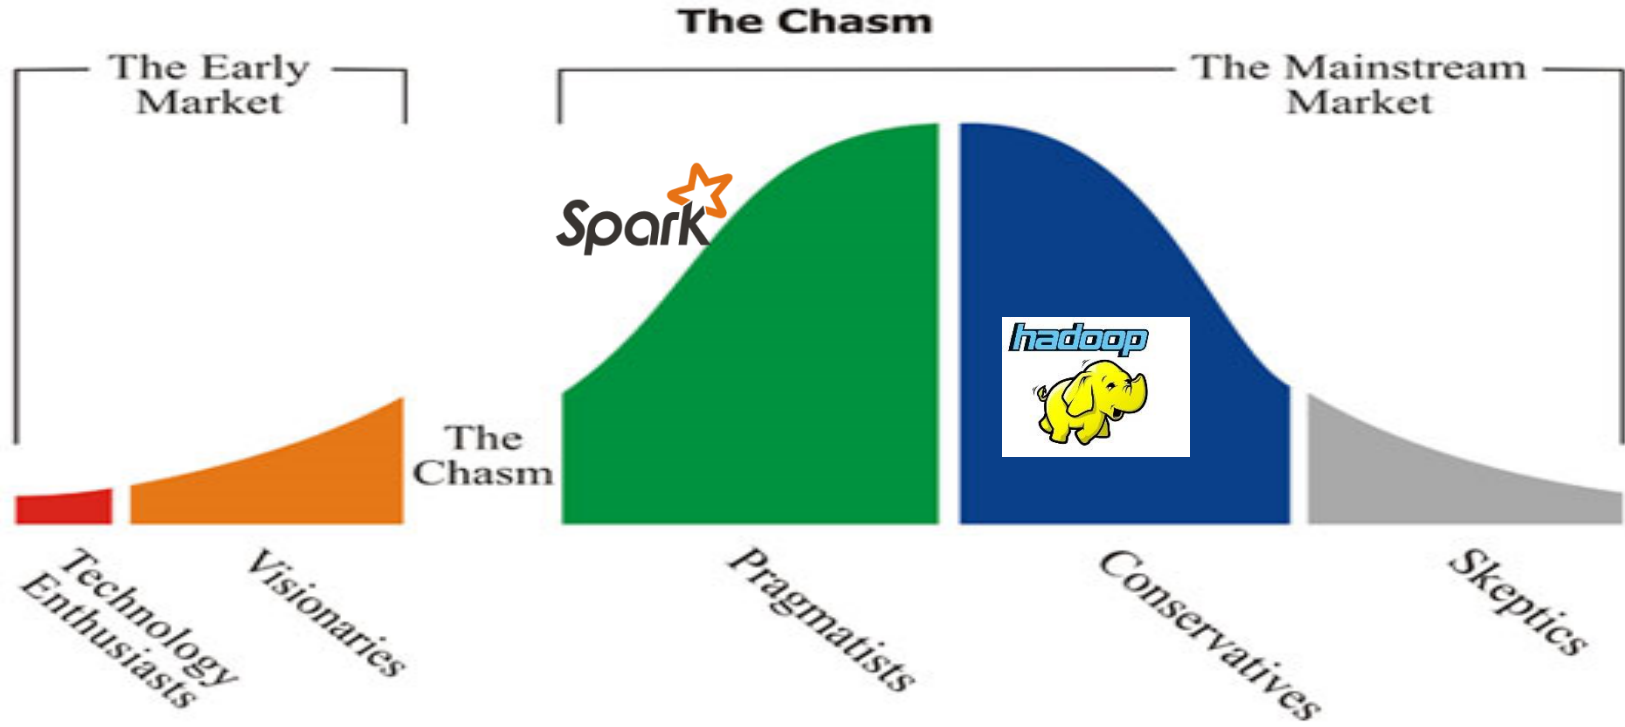 The Chasm
The Early
Market
The Mainstream
Market
Spark
hadoop
The
Chasm
Technology
Enthusiasts
Visionaries
Pragmatists
Conservatives
Skeptics